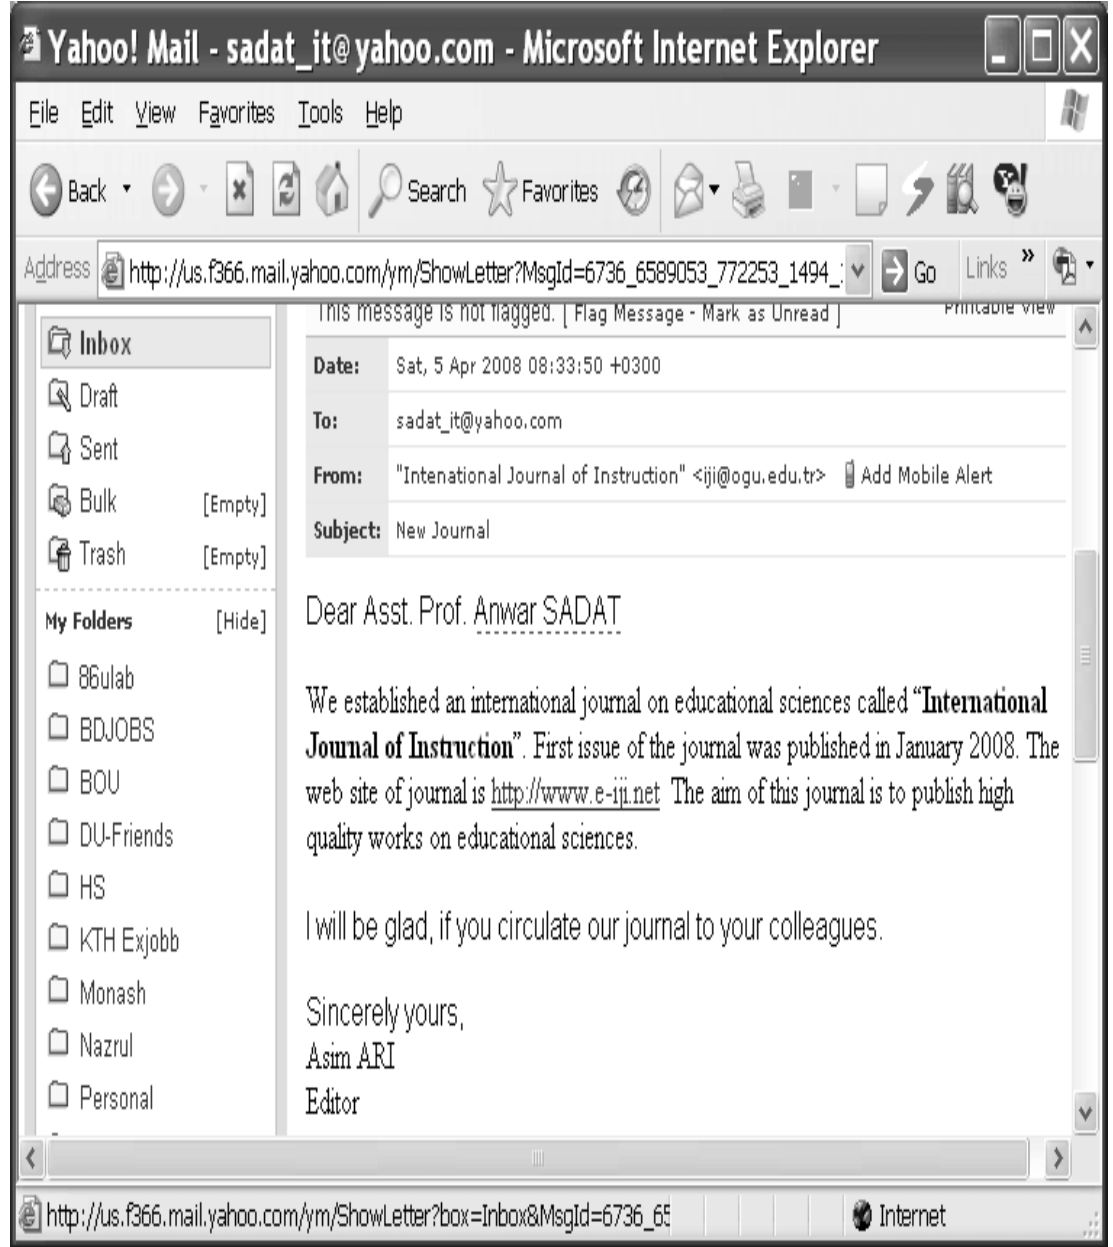 Yahoo! Mail - sadat_it@yahoo.com - Microsoft Internet Explorer
File Edit View Favorites Tools Help
Back Search Favorites
Address http://us.f366.mail.yahoo.com/ym/ShowLetter?MsgId=6736_6589053_772253_1494_ Go Links »
This message is not flagged. [ Flag Message - Mark as Unread ] Printable View
Inbox
Draft
Sent
Bulk [Empty]
Trash [Empty]
My Folders [Hide]
86ulab
BDJOBS
BOU
DU-Friends
HS
KTH Exjobb
Monash
Nazrul
Personal
Date: Sat, 5 Apr 2008 08:33:50 +0300
To: sadat_it@yahoo.com
From: "Intenational Journal of Instruction" <iji@ogu.edu.tr> Add Mobile Alert
Subject: New Journal
Dear Asst. Prof. Anwar SADAT
We established an international journal on educational sciences called “International
Journal of Instruction”. First issue of the journal was published in January 2008. The
web site of journal is http://www.e-iji.net The aim of this journal is to publish high
quality works on educational sciences.
I will be glad, if you circulate our journal to your colleagues.
Sincerely yours,
Asim ARI
Editor
http://us.f366.mail.yahoo.com/ym/ShowLetter?box=Inbox&MsgId=6736_65 Internet